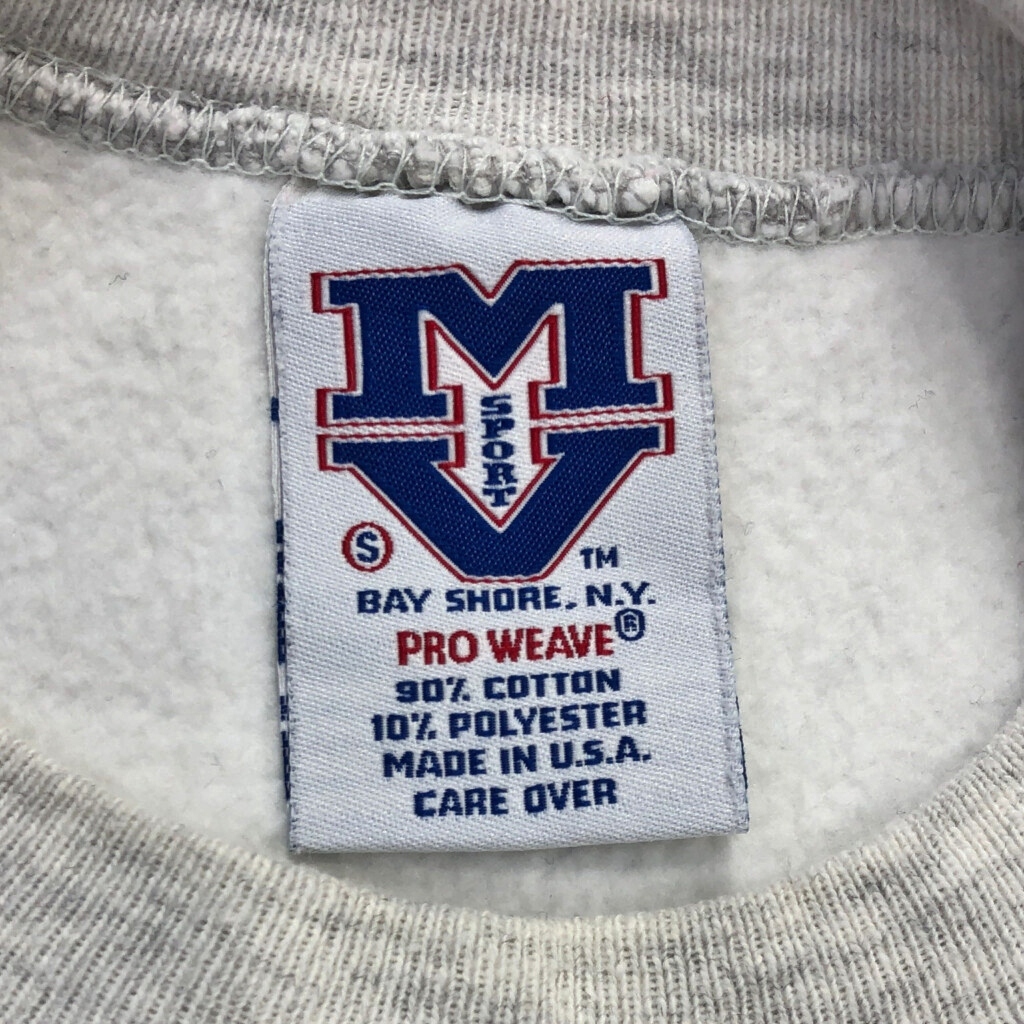 MV
SPORT
S
TM
BAY SHORE, N.Y.
PRO WEAVE®
90% COTTON
10% POLYESTER
MADE IN U.S.A.
CARE OVER